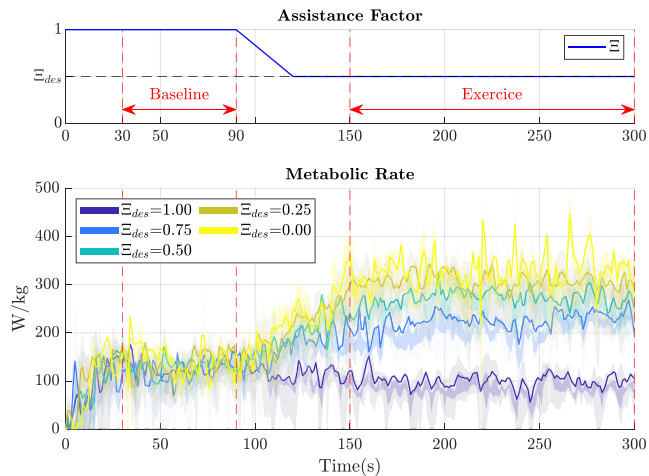 Assistance Factor
1
Ξdes
0
Ξ
Baseline
Exercice
0 30 50 90 150 200 250 300
Metabolic Rate
500
400
300
200
100
0
W/kg
Ξdes=1.00 Ξdes=0.25
Ξdes=0.75 Ξdes=0.00
Ξdes=0.50
0 50 100 150 200 250 300
Time(s)